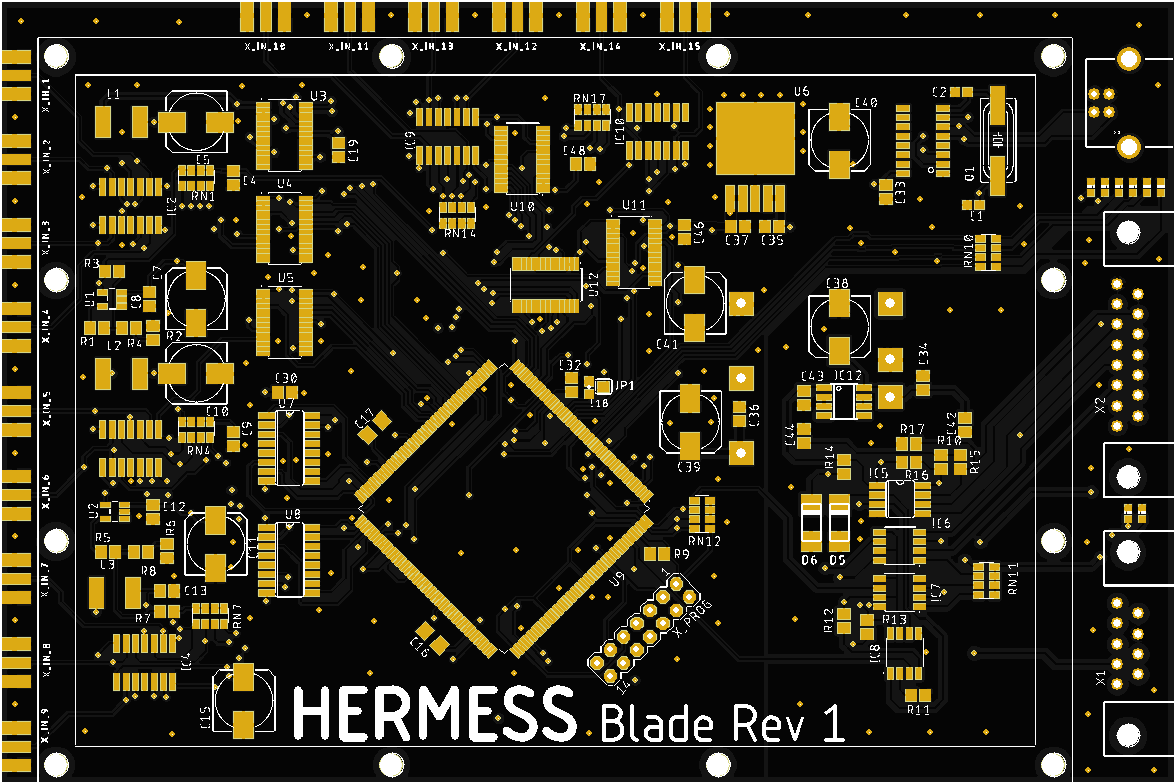 X_IN_10 X_IN_11 X_IN_13 X_IN_12 X_IN_14 X_IN_15
X_IN_1
X_IN_2
X_IN_3
X_IN_4
X_IN_5
X_IN_6
X_IN_7
X_IN_8
X_IN_9
L1
U3
C19
C5
RN1
C4
IC2
U4
IC9
U10
C48
RN17
IC10
U6
C40
C2
Q1
C33
C1
RN14
U11
C46
C37 C35
RN10
R3
U1
C8
C7
U5
U12
C41
C38
R1 L2 R4
R2
C10
C30
U7
C17
C32
JP1
C43
IC12
C34
C36
C44
C39
C42
X2
C9
RN4
R17
R10
R15
R14
IC5
R16
U2
C12
R6
U8
C11
RN12
IC6
R5
L3
R8
R9
U9
D6 D5
IC7
RN11
C13
R7
RN7
X_PROG
1
14
R12
R13
IC8
IC4
C16
X1
C15
R11
HERMESS Blade Rev 1